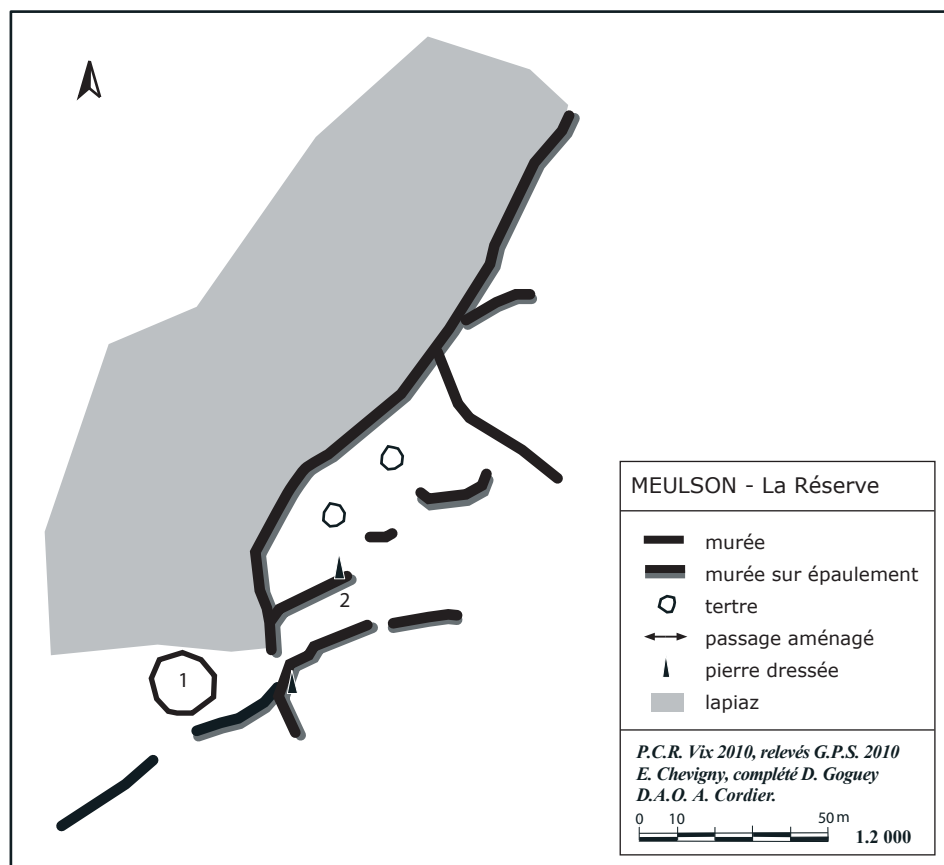 1
2
MEULSON - La Réserve
murée
murée sur épaulement
tertre
passage aménagé
pierre dressée
lapiaz
P.C.R. Vix 2010, relevés G.P.S. 2010
E. Chevigny, complété D. Goguey
D.A.O. A. Cordier.
0 10 50 m
1.2 000